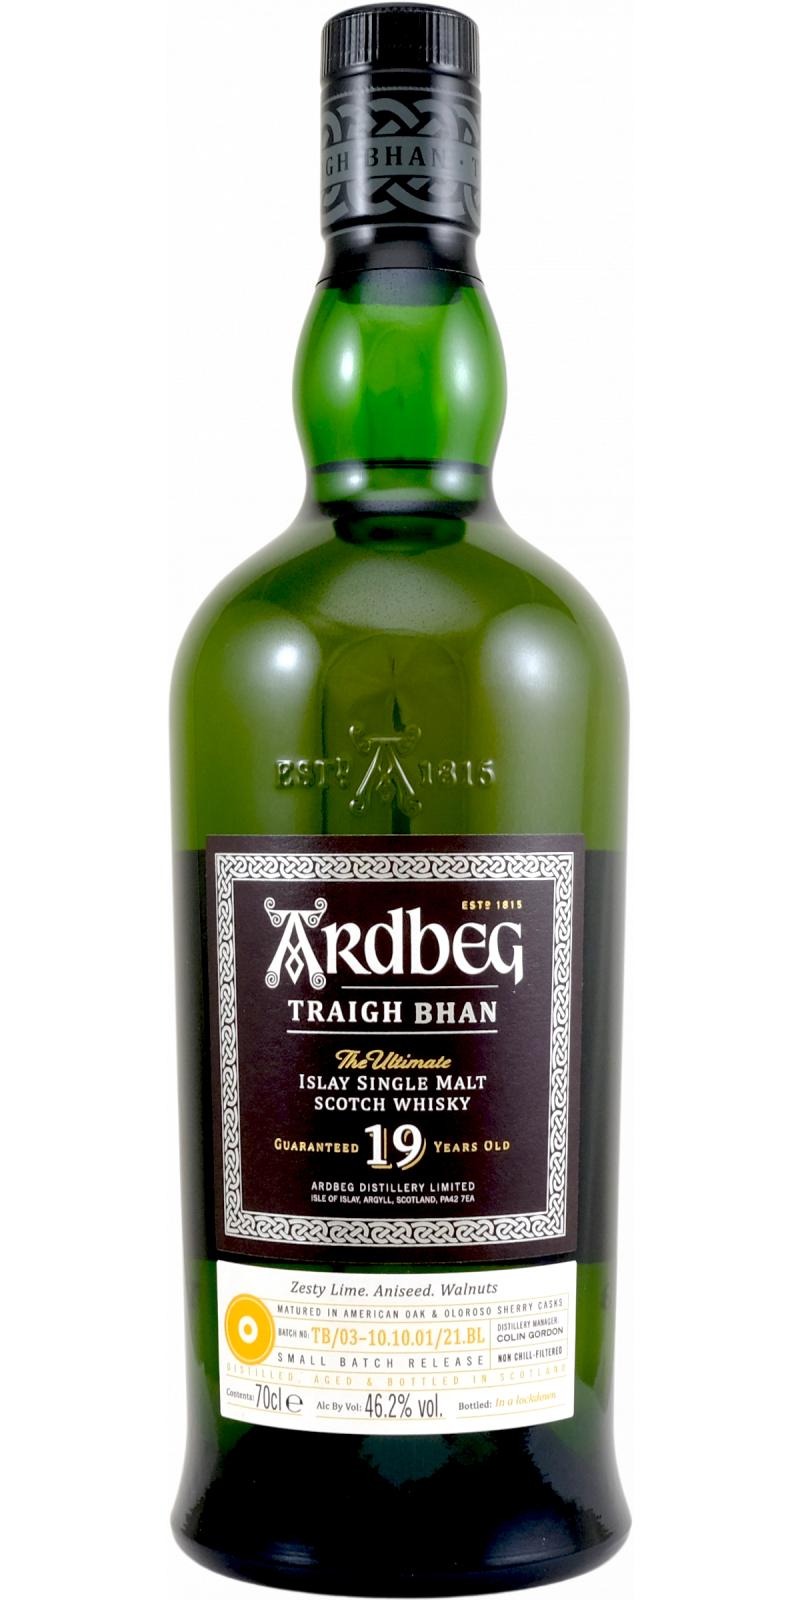 GH BHAN · T
ESTD 1815
ESTD 1815
ARDBEG
TRAIGH BHAN
The Ultimate
ISLAY SINGLE MALT
SCOTCH WHISKY
GUARANTEED 19 YEARS OLD
ARDBEG DISTILLERY LIMITED
ISLE OF ISLAY, ARGYLL, SCOTLAND, PA42 7EA
Zesty Lime. Aniseed. Walnuts
MATURED IN AMERICAN OAK & OLOROSO SHERRY CASKS
BATCH NO: TB/03-10.10.01/21.BL
DISTILLERY MANAGER:
COLIN GORDON
SMALL BATCH RELEASE
NON CHILL-FILTERED
DISTILLED, AGED & BOTTLED IN SCOTLAND
Contents: 70cl e Alc By Vol: 46.2% vol. Bottled: In a lockdown